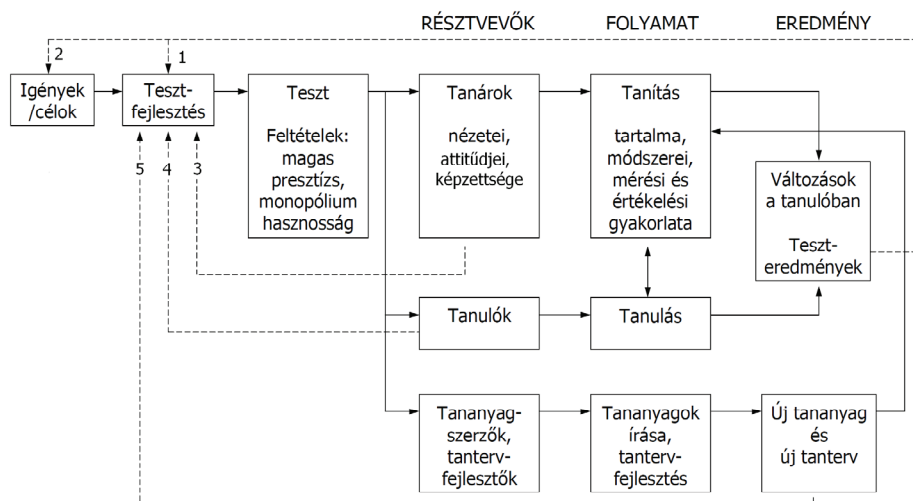 RÉSZTVEVŐK
FOLYAMAT
EREDMÉNY
2
1
Igények
/célok
Teszt-
fejlesztés
Teszt
Feltételek:
magas
presztízs,
monopólium
hasznosság
Tanárok
nézetei,
attitűdjei,
képzettsége
Tanítás
tartalma,
módszerei,
mérési és
értékelési
gyakorlata
Változások
a tanulóban
Teszt-
eredmények
5
4
3
Tanulók
Tanulás
Tananyag-
szerzők,
tanterv-
fejlesztők
Tananyagok
írása,
tanterv-
fejlesztés
Új tananyag
és
új tanterv